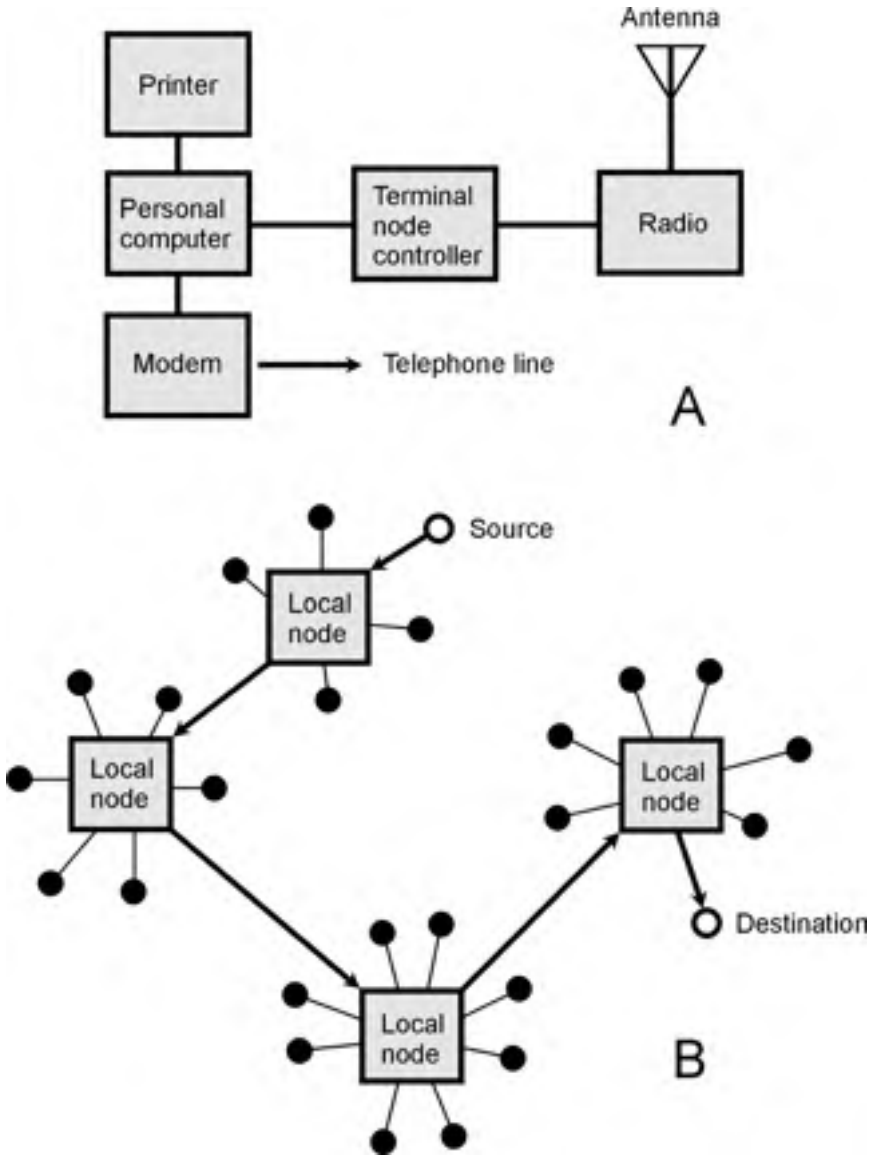 Antenna
Printer
Personal
computer
Terminal
node
controller
Radio
Modem
Telephone line
A
Source
Local
node
Local
node
Local
node
Destination
Local
node
B